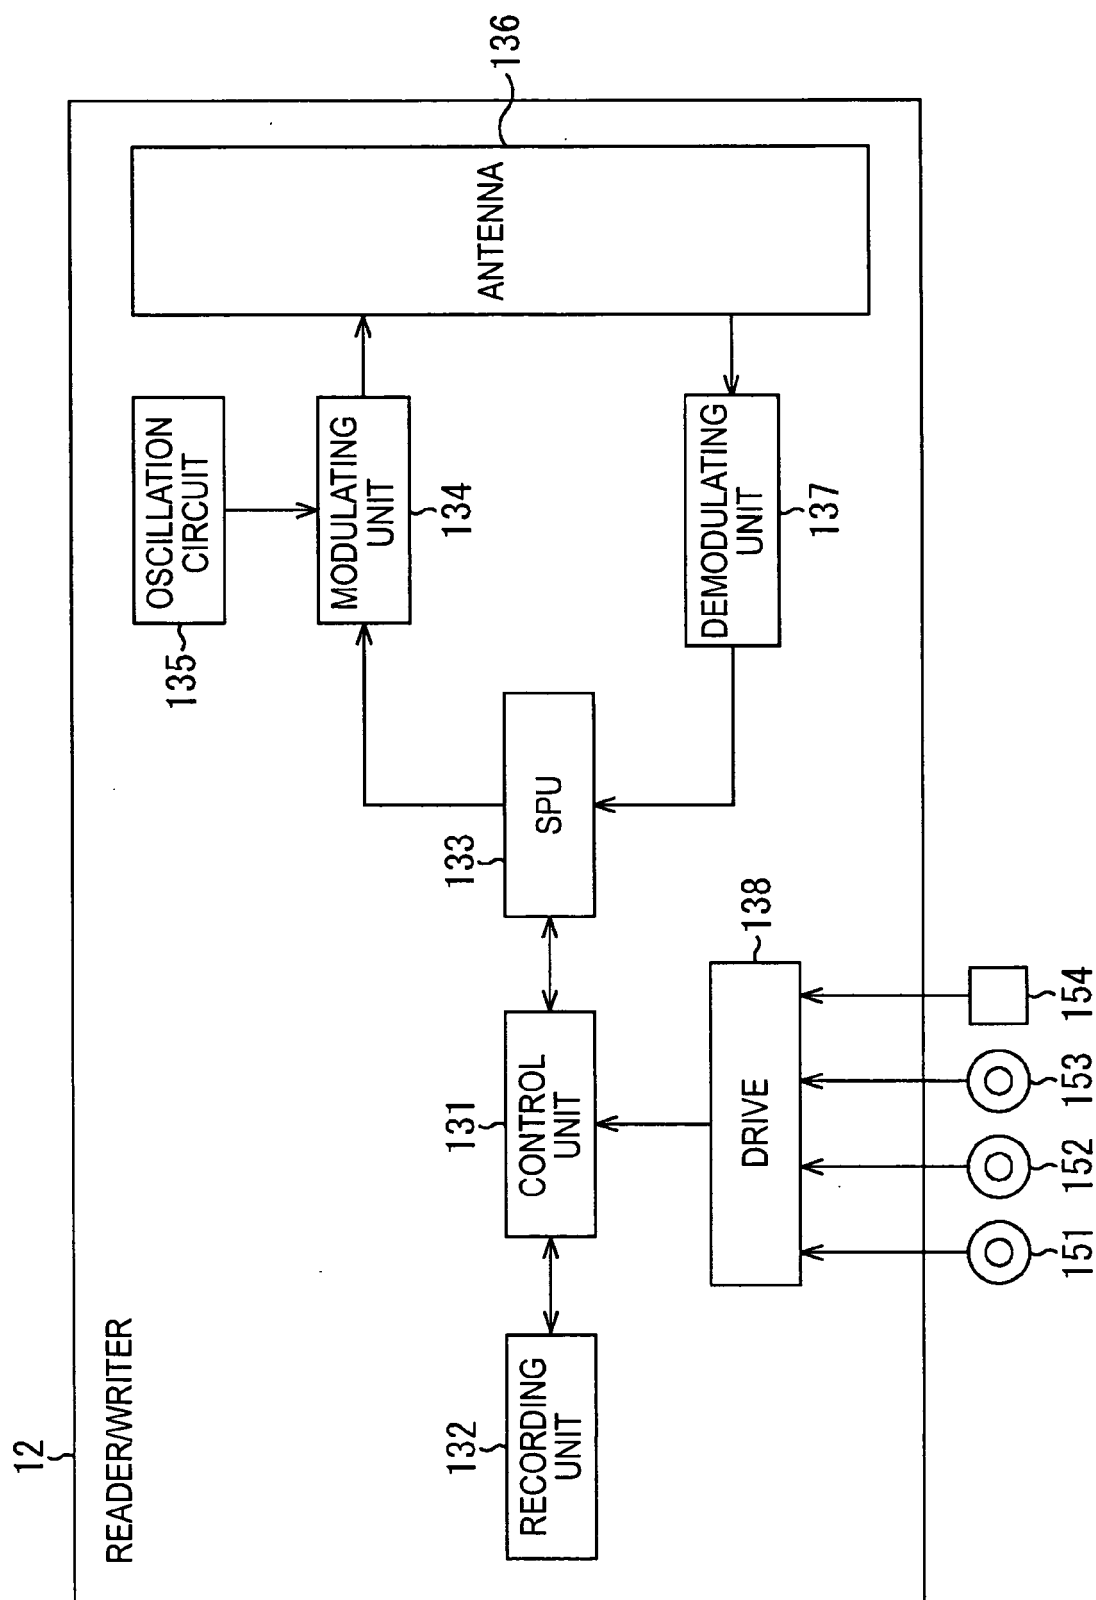 12
READER/WRITER
132
RECORDING
UNIT
131
CONTROL
UNIT
133
SPU
135
OSCILLATION
CIRCUIT
MODULATING
UNIT
134
ANTENNA
136
DEMODULATING
UNIT
137
138
DRIVE
151
152
153
154